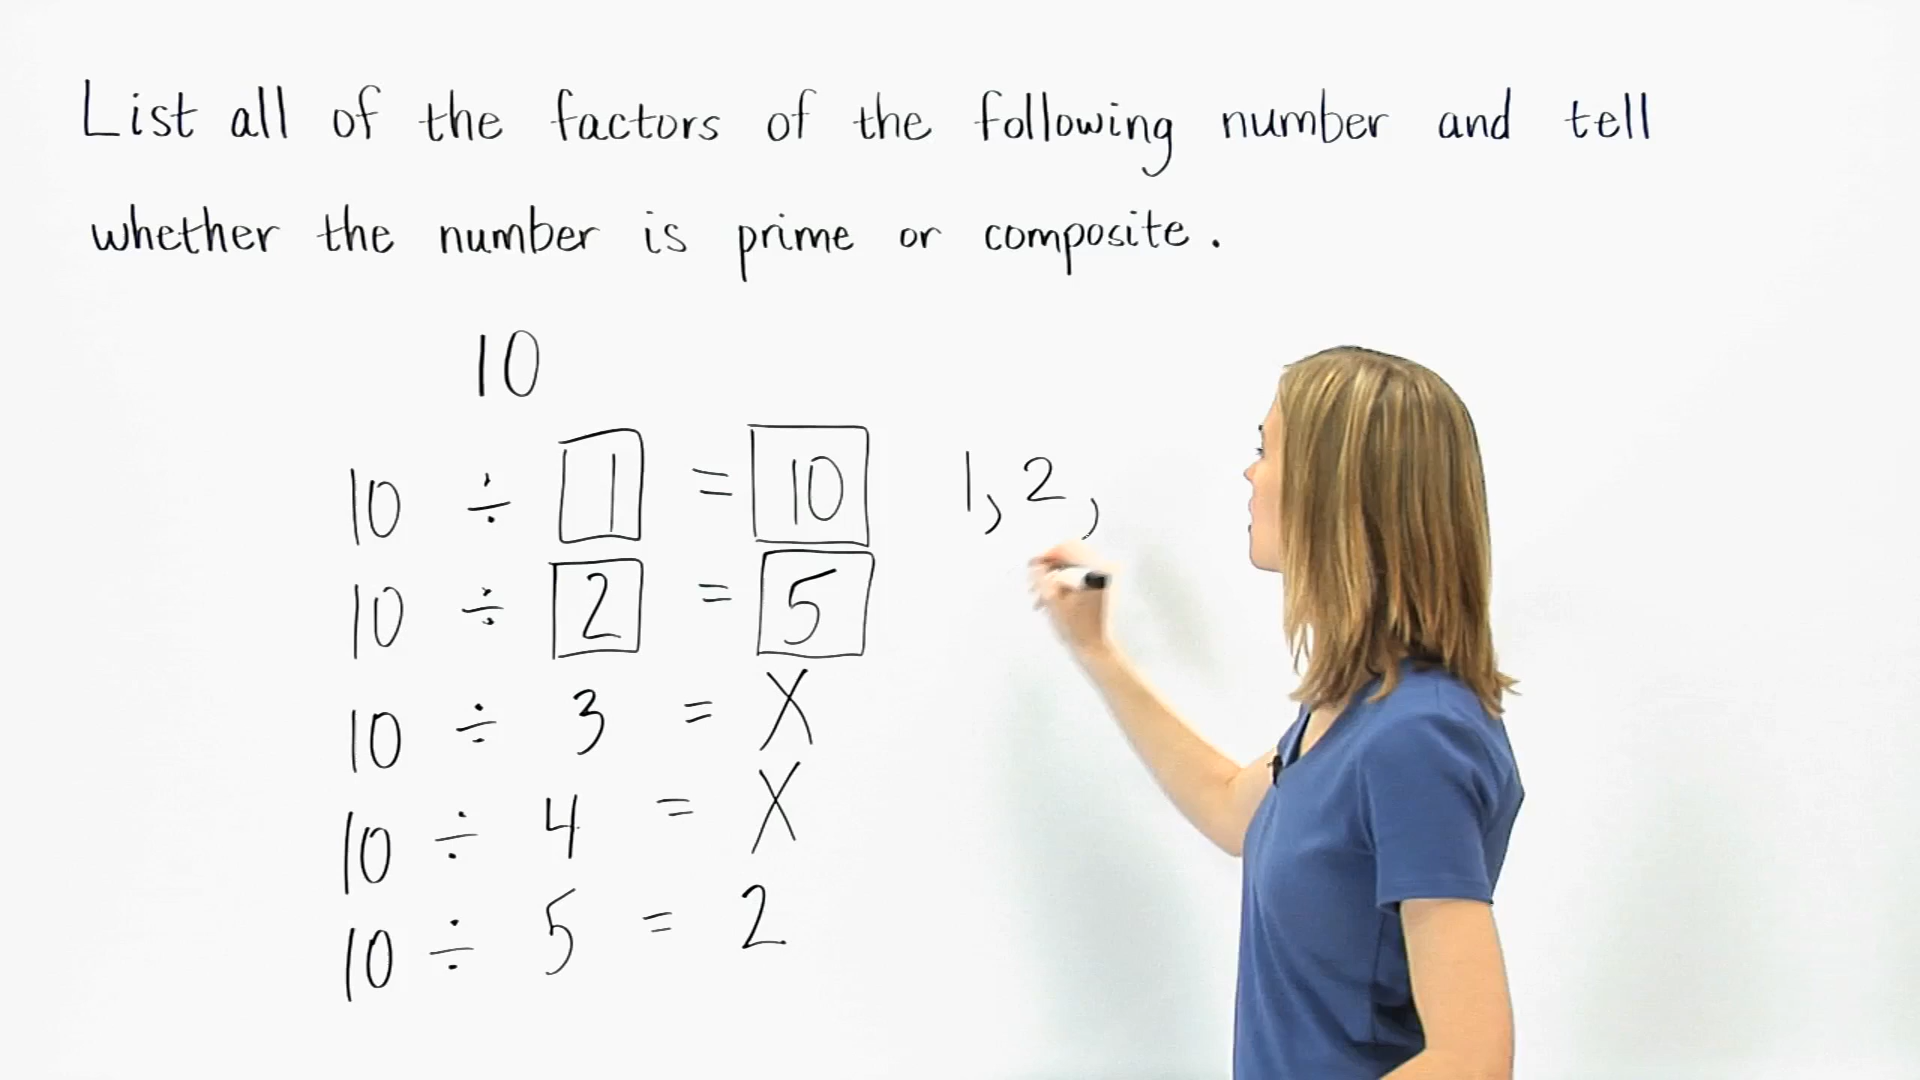 List all of the factors of the following number and tell
whether the number is prime or composite.
10
10 ÷ 1 = 10 1, 2,
10 ÷ 2 = 5
10 ÷ 3 = X
10 ÷ 4 = X
10 ÷ 5 = 2